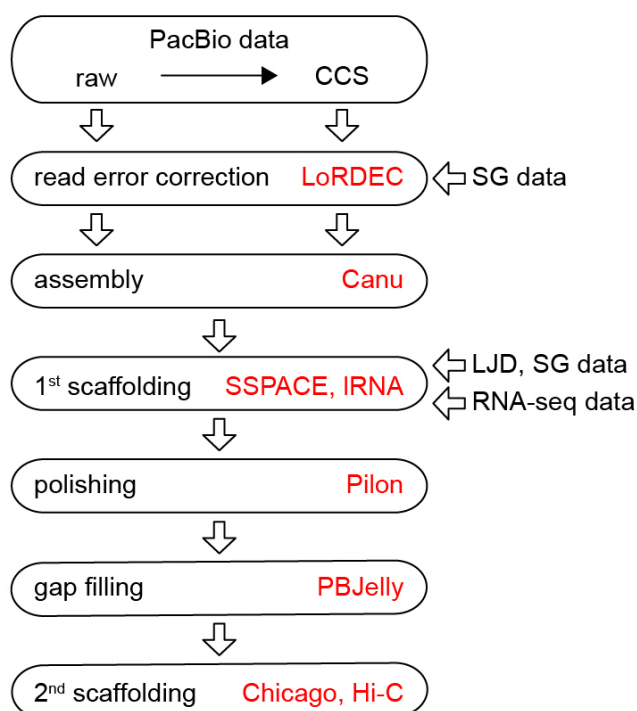 PacBio data
raw CCS
read error correction LoRDEC SG data
assembly Canu
LJD, SG data
1st scaffolding SSPACE, IRNA
RNA-seq data
polishing Pilon
gap filling PBJelly
2nd scaffolding Chicago, Hi-C